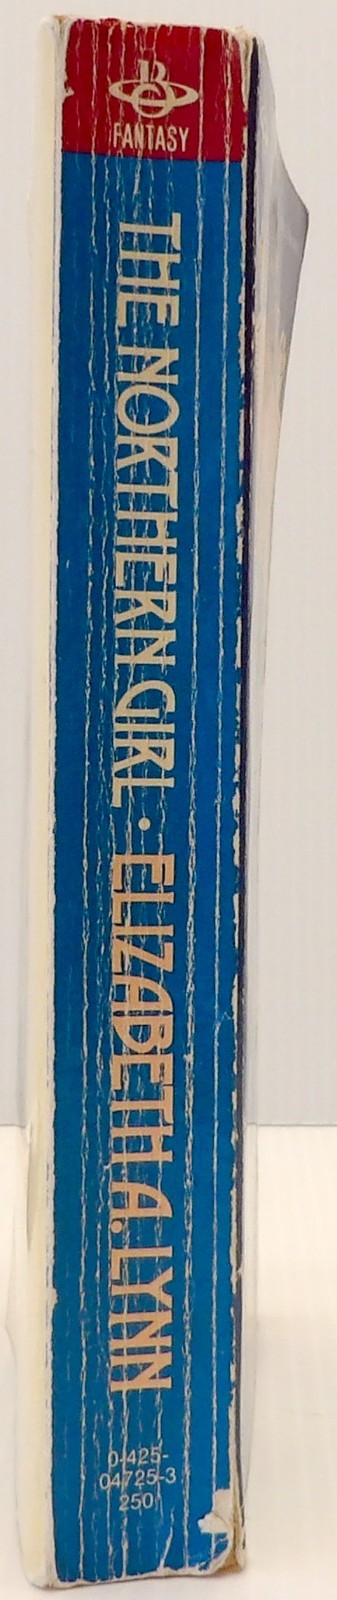 B
FANTASY
THE NORTHERN GIRL · ELIZABETH A. LYNN
0-425-
04725-3
250